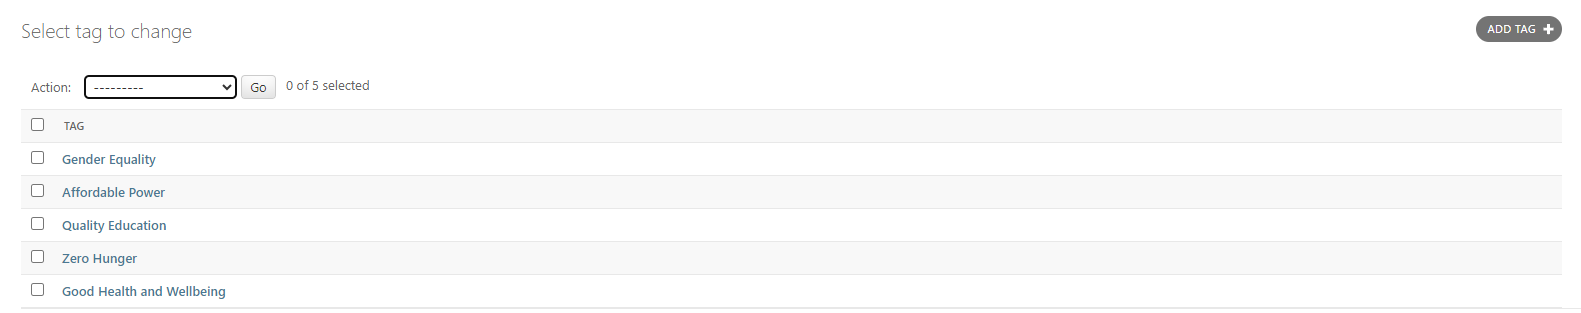 Select tag to change
ADD TAG +
Action: --------- Go 0 of 5 selected
TAG
Gender Equality
Affordable Power
Quality Education
Zero Hunger
Good Health and Wellbeing